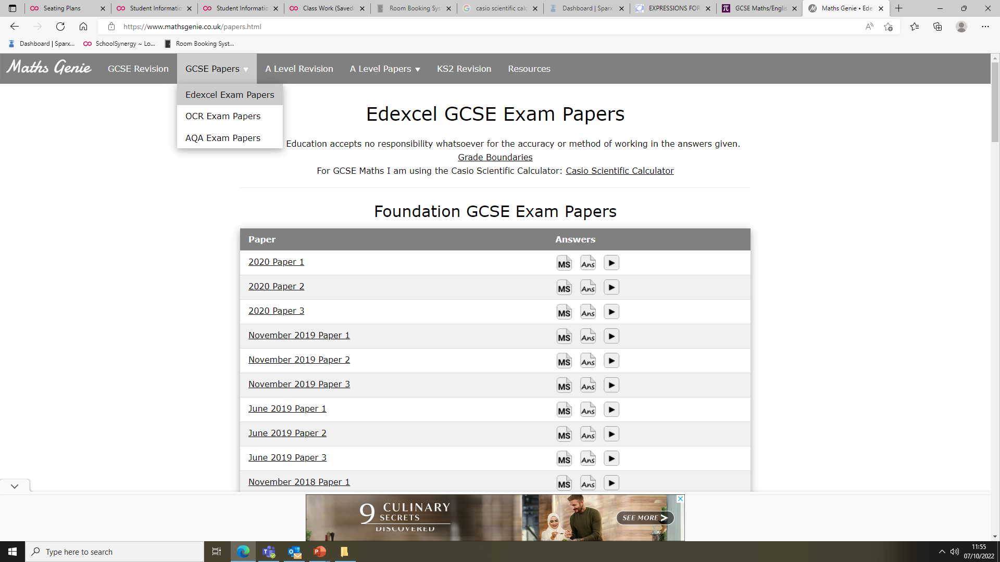 Seating Plans
Student Informatio
Student Informatio
Class Work (Saved:
Room Booking Sys
casio scientific calc
Dashboard | Sparx
EXPRESSIONS FOR
GCSE Maths/Englis
Maths Genie • Ede
https://www.mathsgenie.co.uk/papers.html
Dashboard | Sparx...
SchoolSynergy ~ Lo...
Room Booking Syst...
Maths Genie
GCSE Revision
GCSE Papers
A Level Revision
A Level Papers
KS2 Revision
Resources
Edexcel Exam Papers
OCR Exam Papers
AQA Exam Papers
Edexcel GCSE Exam Papers
Education accepts no responsibility whatsoever for the accuracy or method of working in the answers given.
Grade Boundaries
For GCSE Maths I am using the Casio Scientific Calculator: Casio Scientific Calculator
Foundation GCSE Exam Papers
Paper Answers
2020 Paper 1 MS Ans
2020 Paper 2 MS Ans
2020 Paper 3 MS Ans
November 2019 Paper 1 MS Ans
November 2019 Paper 2 MS Ans
November 2019 Paper 3 MS Ans
June 2019 Paper 1 MS Ans
June 2019 Paper 2 MS Ans
June 2019 Paper 3 MS Ans
November 2018 Paper 1 MS Ans
9 CULINARY
SECRETS
DISCOVERED
SEE MORE
Type here to search
11:55
07/10/2022